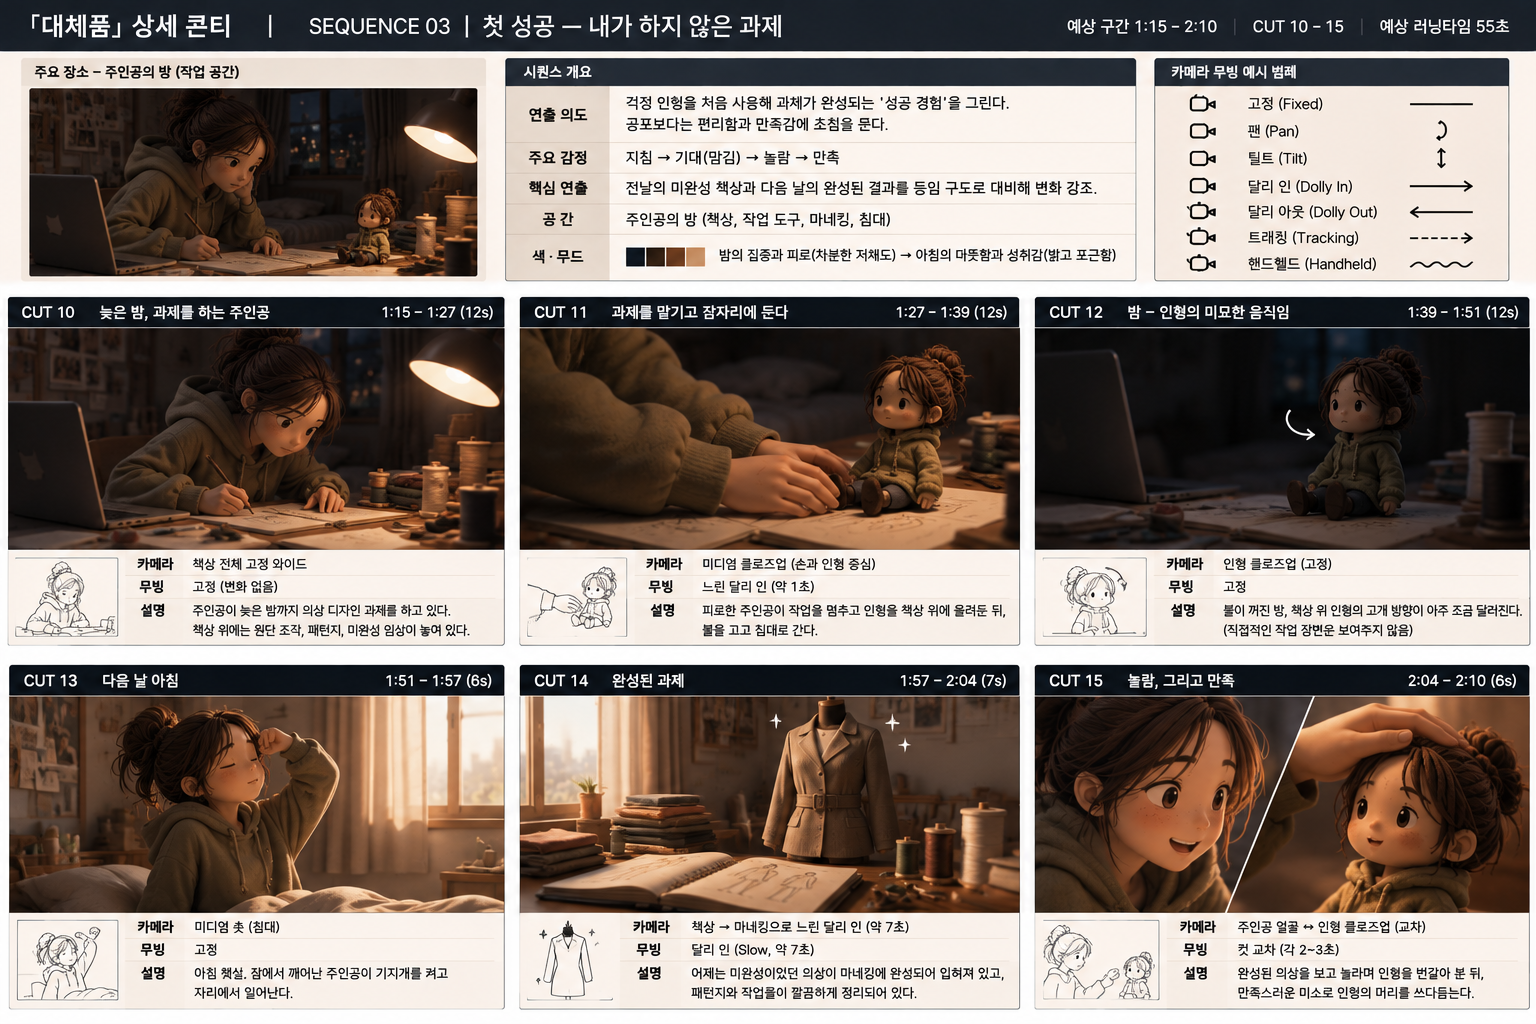 「대체품」 상세 콘티 | SEQUENCE 03 | 첫 성공 – 내가 하지 않은 과제
예상 구간 1:15 – 2:10 | CUT 10 – 15 | 예상 러닝타임 55초
주요 장소 – 주인공의 방 (작업 공간)
시퀀스 개요
연출 의도
걱정 인형을 처음 사용해 과체가 완성되는 '성공 경험'을 그린다.
공포보다는 편리함과 만족감에 초침을 둔다.
주요 감정
지침 → 기대(맘김) → 놀람 → 만촉
핵심 연출
전날의 미완성 책상과 다음 날의 완성된 결과를 등임 구도로 대비해 변화 강조.
공 간
주인공의 방 (책상, 작업 도구, 마네킹, 침대)
색 · 무드
밤의 집중과 피로(차분한 저채도) → 아침의 마뜻함과 성취감(밝고 포근함)
카메라 무빙 예시 범페
고정 (Fixed)
팬 (Pan)
틸트 (Tilt)
달리 인 (Dolly In)
달리 아웃 (Dolly Out)
트래킹 (Tracking)
핸드헬드 (Handheld)
CUT 10 늦은 밤, 과제를 하는 주인공 1:15 – 1:27 (12s)
카메라 책상 전체 고정 와이드
무빙 고정 (변화 없음)
설명 주인공이 늦은 밤까지 의상 디자인 과제를 하고 있다.
책상 위에는 원단 조작, 패턴지, 미완성 임상이 놓여 있다.
CUT 11 과제를 맡기고 잠자리에 둔다 1:27 – 1:39 (12s)
카메라 미디엄 클로즈업 (손과 인형 중심)
무빙 느린 달리 인 (약 1초)
설명 피로한 주인공이 작업을 멈추고 인형을 책상 위에 올려둔 뒤,
불을 고고 침대로 간다.
CUT 12 밤 – 인형의 미묘한 음직임 1:39 – 1:51 (12s)
카메라 인형 클로즈업 (고정)
무빙 고정
설명 불이 꺼진 방, 책상 위 인형의 고개 방향이 아주 조금 달러진다.
(직접적인 작업 장면운 보여주지 않음)
CUT 13 다음 날 아침 1:51 – 1:57 (6s)
카메라 미디엄 숏 (침대)
무빙 고정
설명 아침 햇살. 잠에서 깨어난 주인공이 기지개를 켜고
자리에서 일어난다.
CUT 14 완성된 과제 1:57 – 2:04 (7s)
카메라 책상 → 마네킹으로 느린 달리 인 (약 7초)
무빙 달리 인 (Slow, 약 7초)
설명 어제는 미완성이었던 의상이 마네킹에 완성되어 입혀져 있고,
패턴지와 작업물이 깔끔하게 정리되어 있다.
CUT 15 놀람, 그리고 만족 2:04 – 2:10 (6s)
카메라 주인공 얼골 ↔ 인형 클로즈업 (교차)
무빙 컷 교차 (각 2~3초)
설명 완성된 의상을 보고 놀라며 인형을 번갈아 분 뒤,
만족스러운 미소로 인형의 머리를 쓰다듬는다.